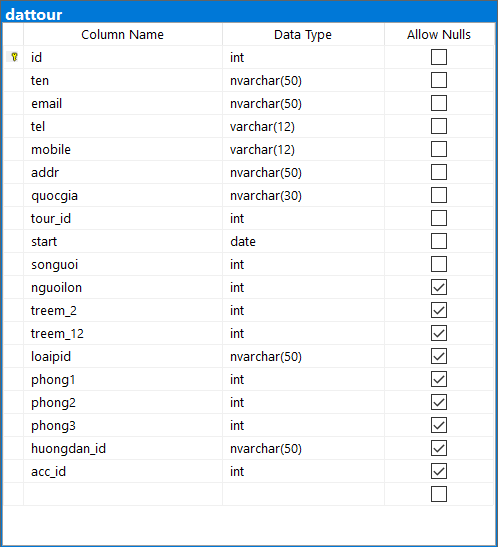 dattour
Column Name Data Type Allow Nulls
id int
ten nvarchar(50)
email nvarchar(50)
tel varchar(12)
mobile varchar(12)
addr nvarchar(50)
quocgia nvarchar(30)
tour_id int
start date
songuoi int
nguoilon int
treem_2 int
treem_12 int
loaipid nvarchar(50)
phong1 int
phong2 int
phong3 int
huongdan_id nvarchar(50)
acc_id int